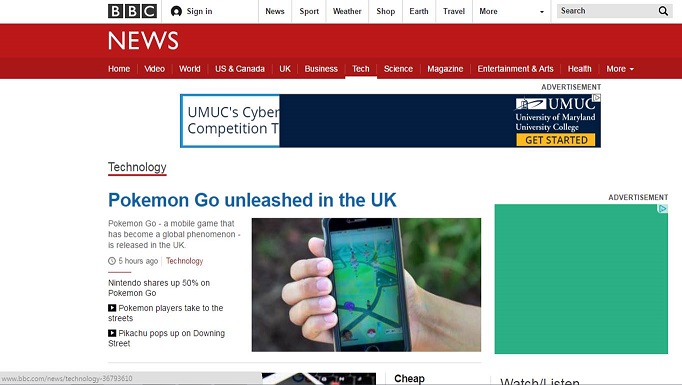 BBC Sign in News Sport Weather Shop Earth Travel More Search
NEWS
Home Video World US & Canada UK Business Tech Science Magazine Entertainment & Arts Health More
ADVERTISEMENT
UMUC's Cyber
Competition T
UMUC
University of Maryland
University College
GET STARTED
Technology
Pokemon Go unleashed in the UK
Pokemon Go - a mobile game that
has become a global phenomenon -
is released in the UK.
5 hours ago Technology
Nintendo shares up 50% on
Pokemon Go
Pokemon players take to the
streets
Pikachu pops up on Downing
Street
ADVERTISEMENT
www.bbc.com/news/technology-36793610
Cheap
Watch/Listen